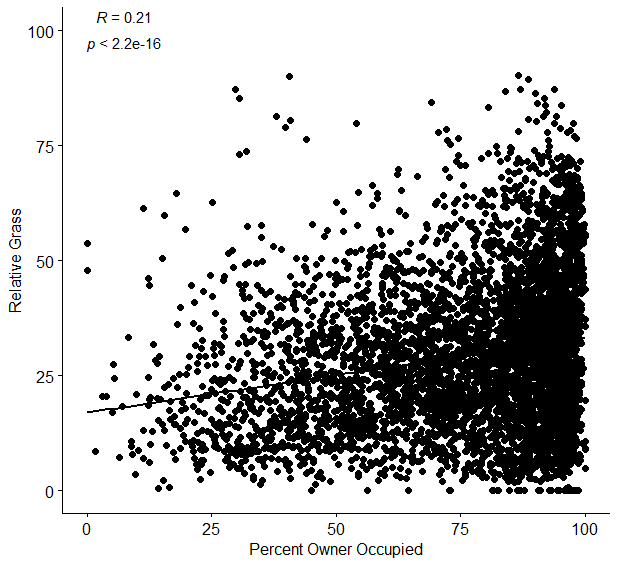 R = 0.21
p < 2.2e-16
100
75
50
25
0
Relative Grass
0 25 50 75 100
Percent Owner Occupied